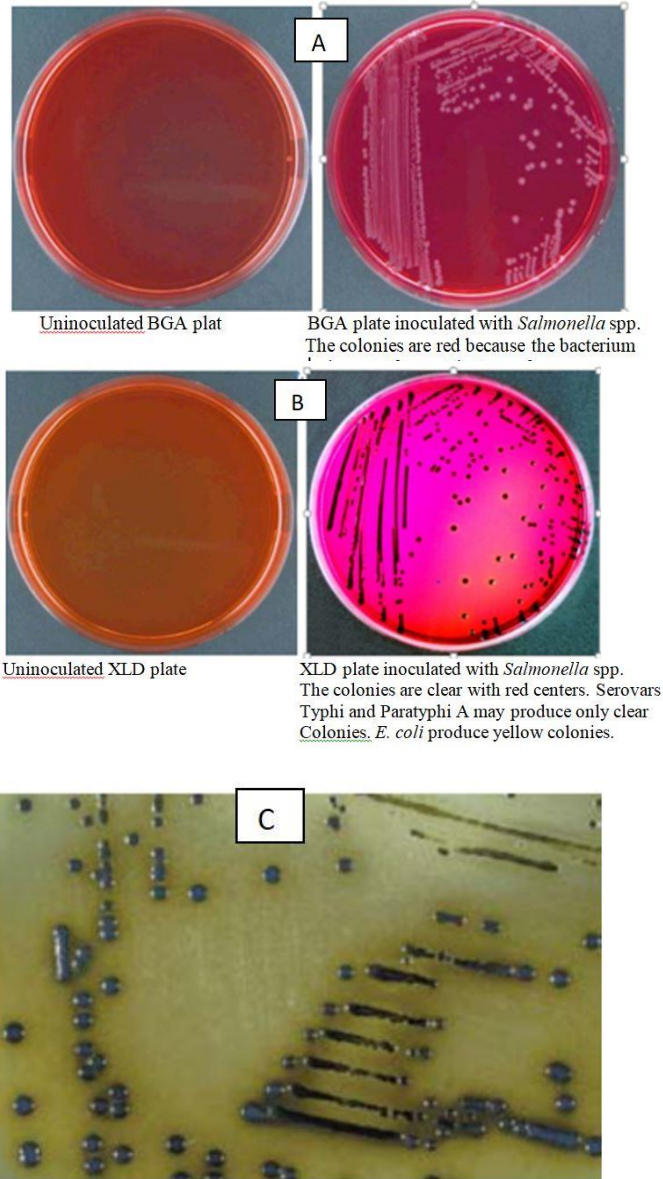 A
Uninoculated BGA plat
BGA plate inoculated with Salmonella spp.
The colonies are red because the bacterium
B
Uninoculated XLD plate
XLD plate inoculated with Salmonella spp.
The colonies are clear with red centers. Serovars
Typhi and Paratyphi A may produce only clear
Colonies. E. coli produce yellow colonies.
C